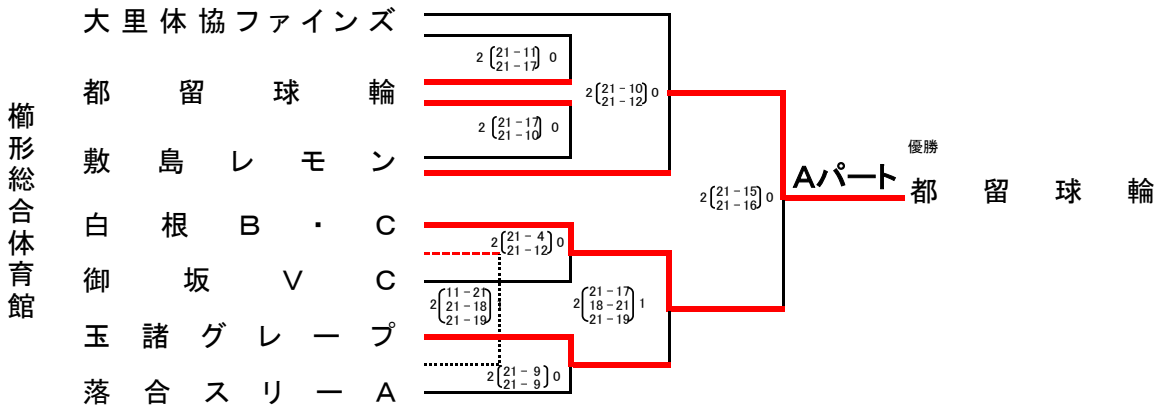 櫛形総合体育館
大里体協ファインズ
都留球輪
敷島レモン
白根B・C
御坂VC
玉諸グレープ
落合スリーA
2 21-11 0
21-17
2 21-17 0
21-10
2 21-10 0
21-12
2 21-4 0
21-12
2 11-21 1
21-18
21-19
2 21-17 1
18-21
21-19
2 21-9 0
21-9
2 21-15 0
21-16
Aパート
優勝
都留球輪